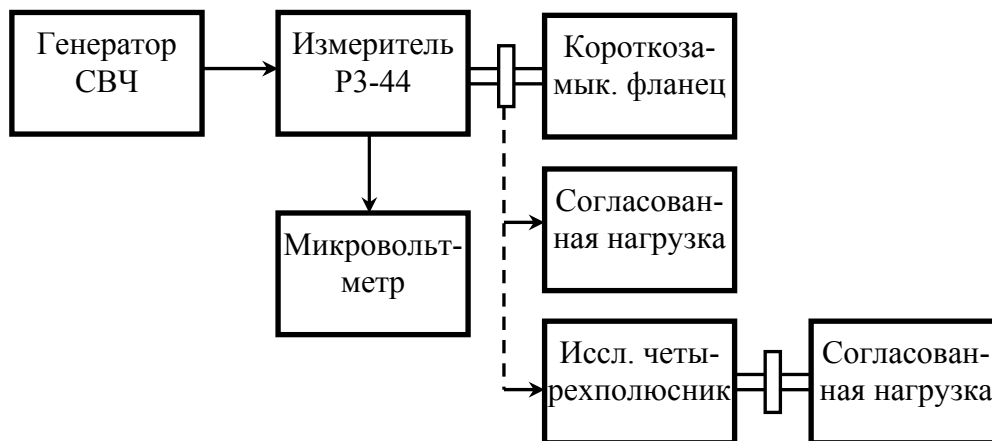 Генератор
СВЧ
Измеритель
Р3-44
Короткоза-
мык. фланец
Согласован-
ная нагрузка
Микровольт-
метр
Иссл. четы-
рехполюсник
Согласован-
ная нагрузка